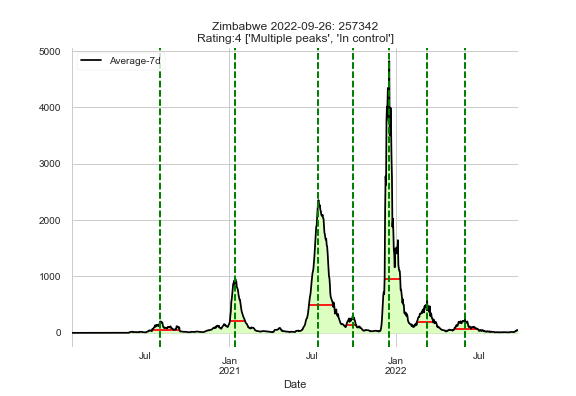 Zimbabwe 2022-09-26: 257342
Rating:4 ['Multiple peaks', 'In control']
Average-7d
5000
4000
3000
2000
1000
0
Jul
Jan
2021
Jul
Jan
2022
Jul
Date